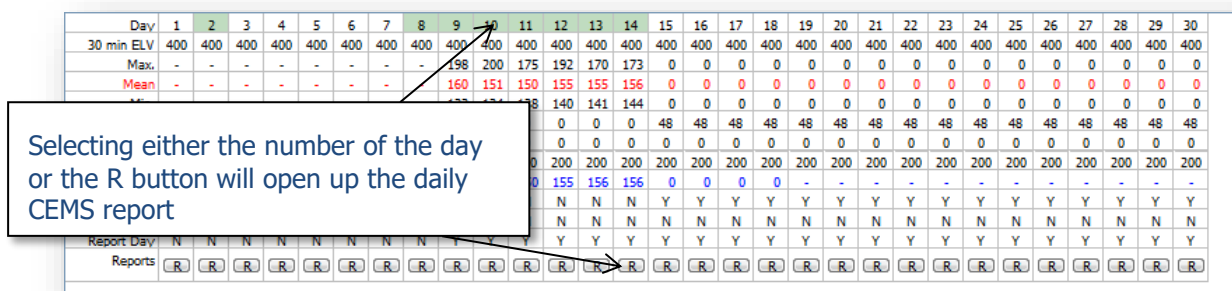 Day 1 2 3 4 5 6 7 8 9 10 11 12 13 14 15 16 17 18 19 20 21 22 23 24 25 26 27 28 29 30
30 min ELV 400 400 400 400 400 400 400 400 400 400 400 400 400 400 400 400 400 400 400 400 400 400 400 400 400 400 400 400 400 400
Max. - - - - - - - - 198 200 175 192 170 173 0 0 0 0 0 0 0 0 0 0 0 0 0 0 0 0
Mean - - - - - - - - 160 151 150 155 155 156 0 0 0 0 0 0 0 0 0 0 0 0 0 0 0 0
140 141 144 0 0 0 0 0 0 0 0 0 0 0 0 0 0 0 0
0 0 0 48 48 48 48 48 48 48 48 48 48 48 48 48 48 48 48
0 0 0 0 0 0 0 0 0 0 0 0 0 0 0 0 0 0 0
200 200 200 200 200 200 200 200 200 200 200 200 200 200 200 200 200 200 200
155 156 156 0 0 0 0 - - - - - - - - - - - -
N N N Y Y Y Y Y Y Y Y Y Y Y Y Y Y Y Y
N N N N N N N N N N N N N N N N N N N
Report Day N N N N N N N N Y Y Y Y Y Y Y Y Y Y Y Y Y Y Y Y Y Y Y Y Y Y
Reports R R R R R R R R R R R R R R R R R R R R R R R R R R R R R R
Selecting either the number of the day
or the R button will open up the daily
CEMS report